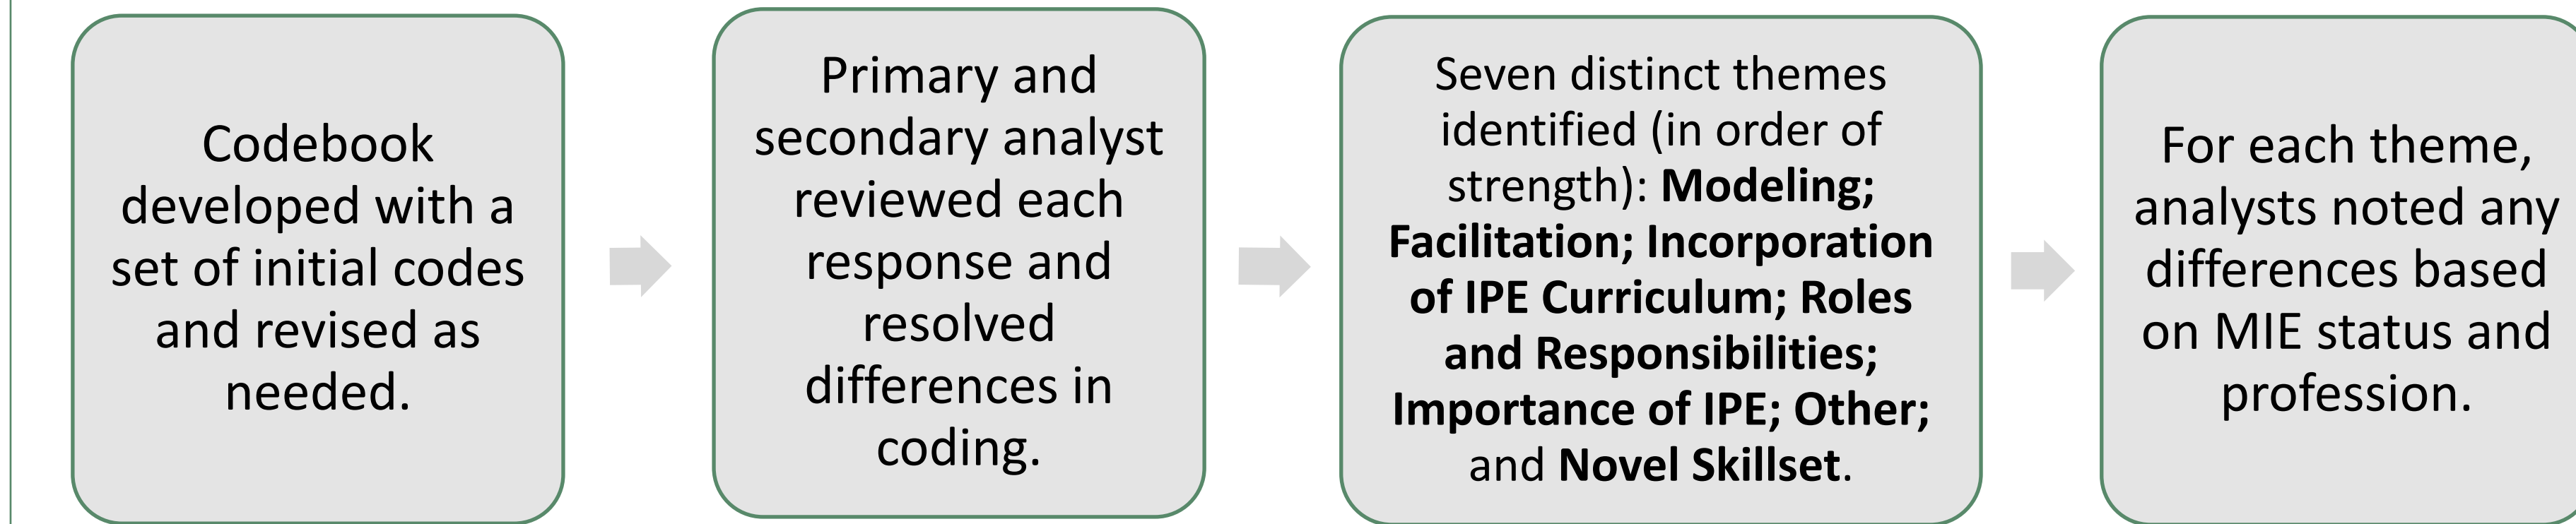 Codebook
developed with a
set of initial codes
and revised as
needed.
Primary and
secondary analyst
reviewed each
response and
resolved
differences in
coding.
Seven distinct themes
identified (in order of
strength): Modeling;
Facilitation; Incorporation
of IPE Curriculum; Roles
and Responsibilities;
Importance of IPE; Other;
and Novel Skillset.
For each theme,
analysts noted any
differences based
on MIE status and
profession.